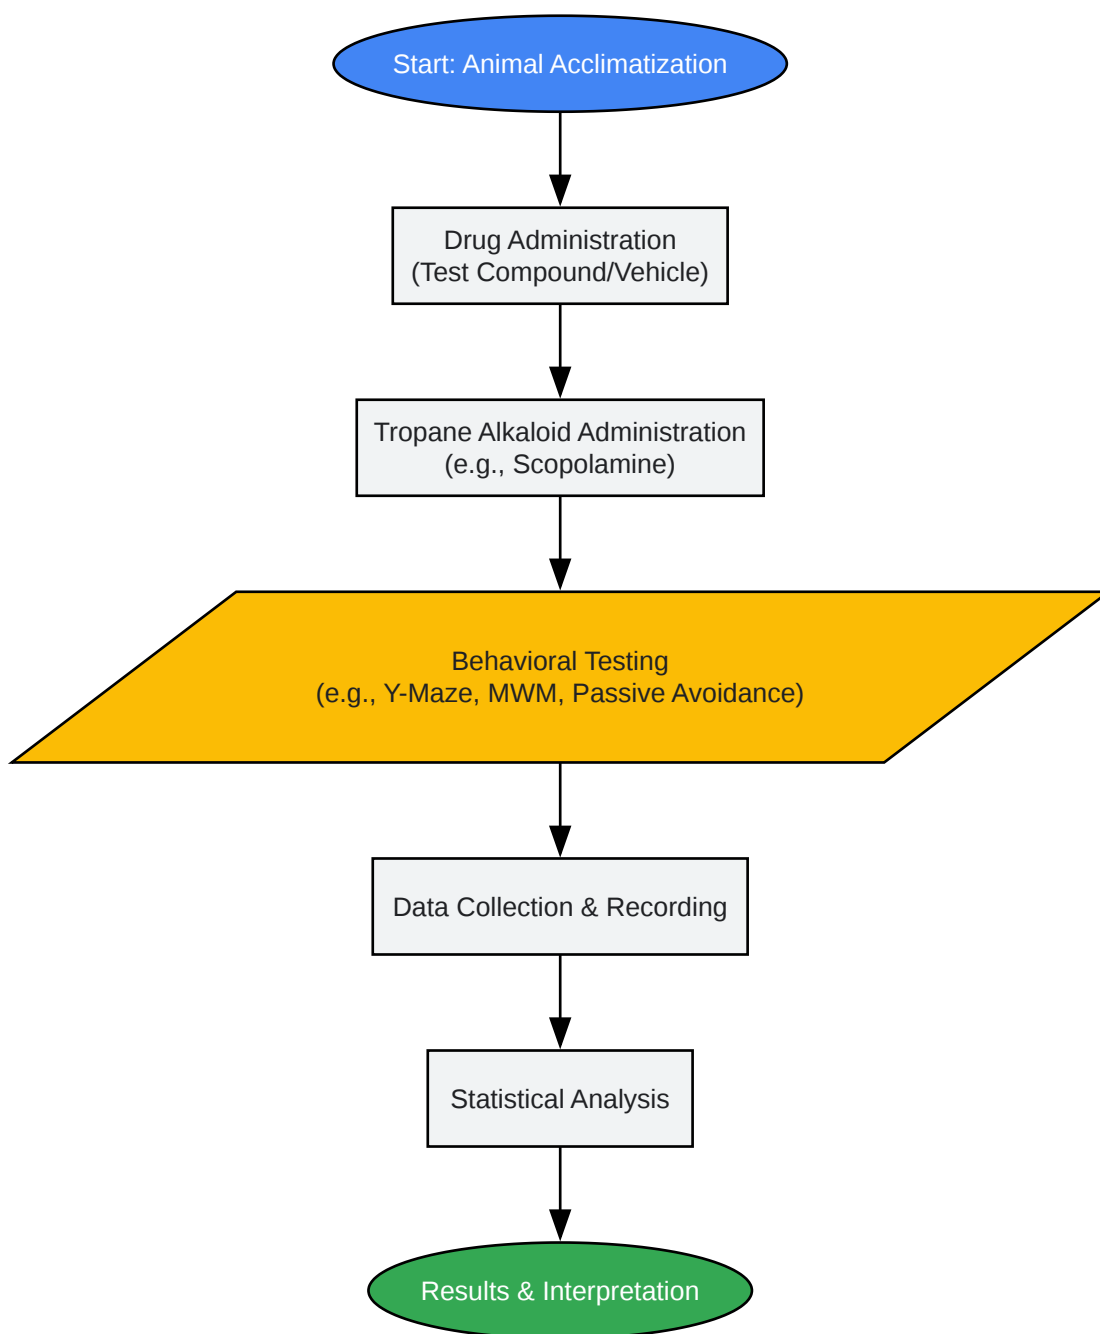 Start: Animal Acclimatization
Drug Administration
(Test Compound/Vehicle)
Tropane Alkaloid Administration
(e.g., Scopolamine)
Behavioral Testing
(e.g., Y-Maze, MWM, Passive Avoidance)
Data Collection & Recording
Statistical Analysis
Results & Interpretation